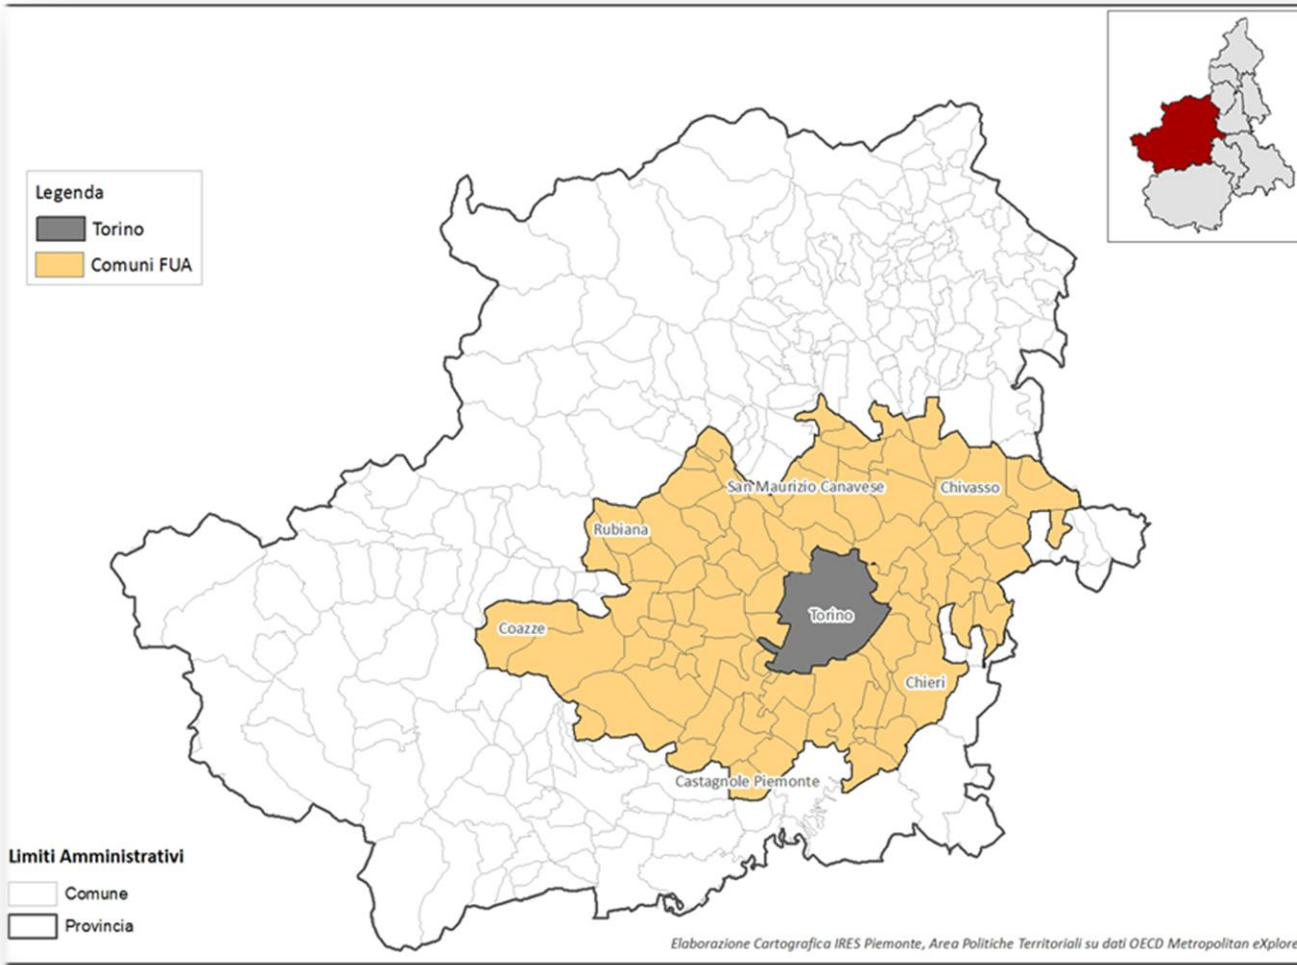 Legenda
Torino
Comuni FUA
San Maurizio Canavese
Chivasso
Rubiana
Torino
Coazze
Chieri
Castagnole Piemonte
Limiti Amministrativi
Comune
Provincia
Elaborazione Cartografica IRES Piemonte, Area Politiche Territoriali su dati OECD Metropolitan eXplore